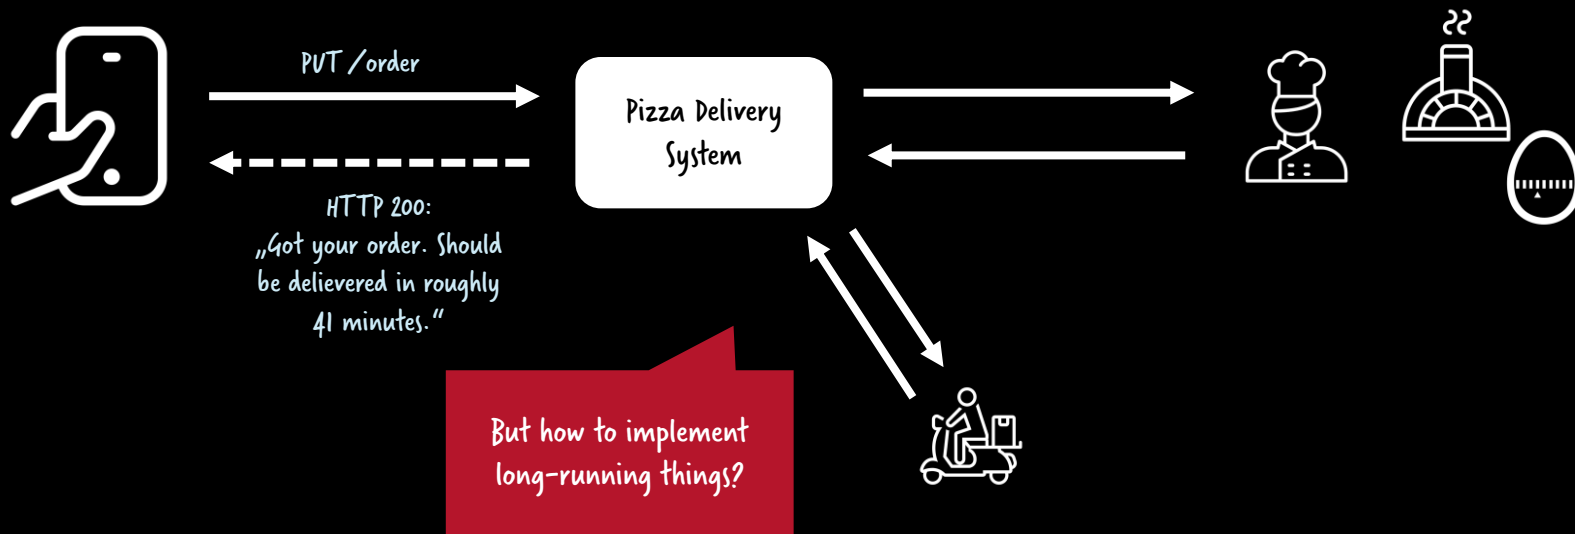 PUT /order
Pizza Delivery
System
HTTP 200:
„Got your order. Should
be delievered in roughly
41 minutes.“
But how to implement
long-running things?